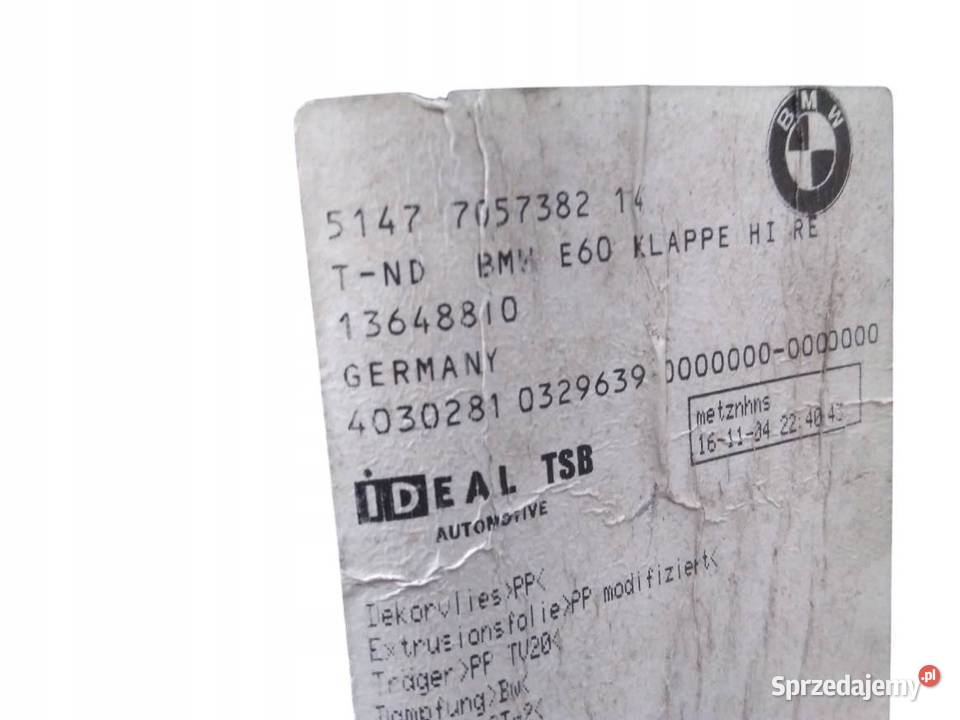 BMW
5147 7057382 14
T-ND BMW E60 KLAPPE HI RE
13648810
GERMANY
4030281 0329639-0000000-0000000
metznhns
16-11-04 22:40:43
iDEAL TSB
AUTOMOTIVE
Dekorvlies>PP<
Extrusionsfolie>PP modifiziert<
Träger>PP TV20<
Dämpfung>BW<
Sprzedajemy.pl